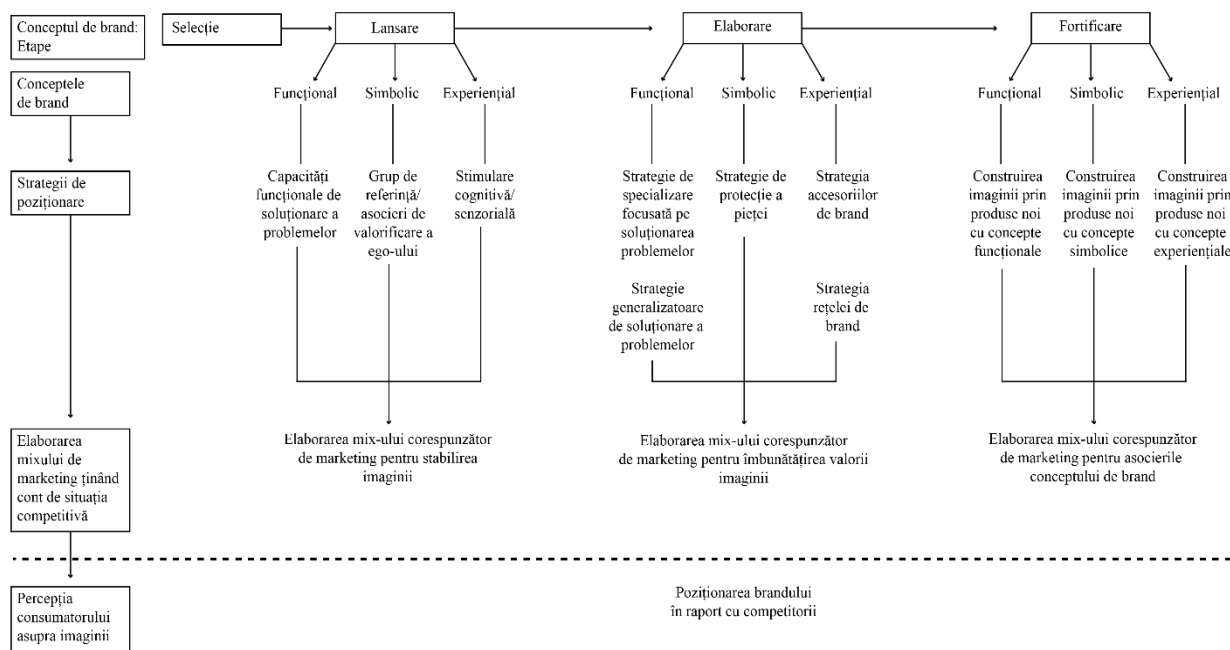 Conceptul de brand:
Etape
Selecție
Lansare
Elaborare
Fortificare
Conceptele
de brand
Funcțional
Simbolic
Experiențial
Funcțional
Simbolic
Experiențial
Funcțional
Simbolic
Experiențial
Strategii de
poziționare
Capacități
funcționale de
soluționare a
problemelor
Grup de
referință/
asocieri de
valorificare a
ego-ului
Stimulare
cognitivă/
senzorială
Strategie de
specializare
focusată pe
soluționarea
problemelor
Strategie de
protecție a
pieței
Strategia
accesoriilor
de brand
Construirea
imaginii prin
produse noi
cu concepte
funcționale
Construirea
imaginii prin
produse noi
cu concepte
simbolice
Construirea
imaginii prin
produse noi
cu concepte
experiențiale
Strategie
generalizatoare
de soluționare a
problemelor
Strategia
rețelei de
brand
Elaborarea
mixului de
marketing ținând
cont de situația
competitivă
Elaborarea mix-ului corespunzător
de marketing pentru stabilirea
imaginii
Elaborarea mix-ului corespunzător
de marketing pentru îmbunătățirea valorii
imaginii
Elaborarea mix-ului corespunzător
de marketing pentru asocierile
conceptului de brand
Percepția
consumatorului
asupra imaginii
Poziționarea brandului
în raport cu competitorii